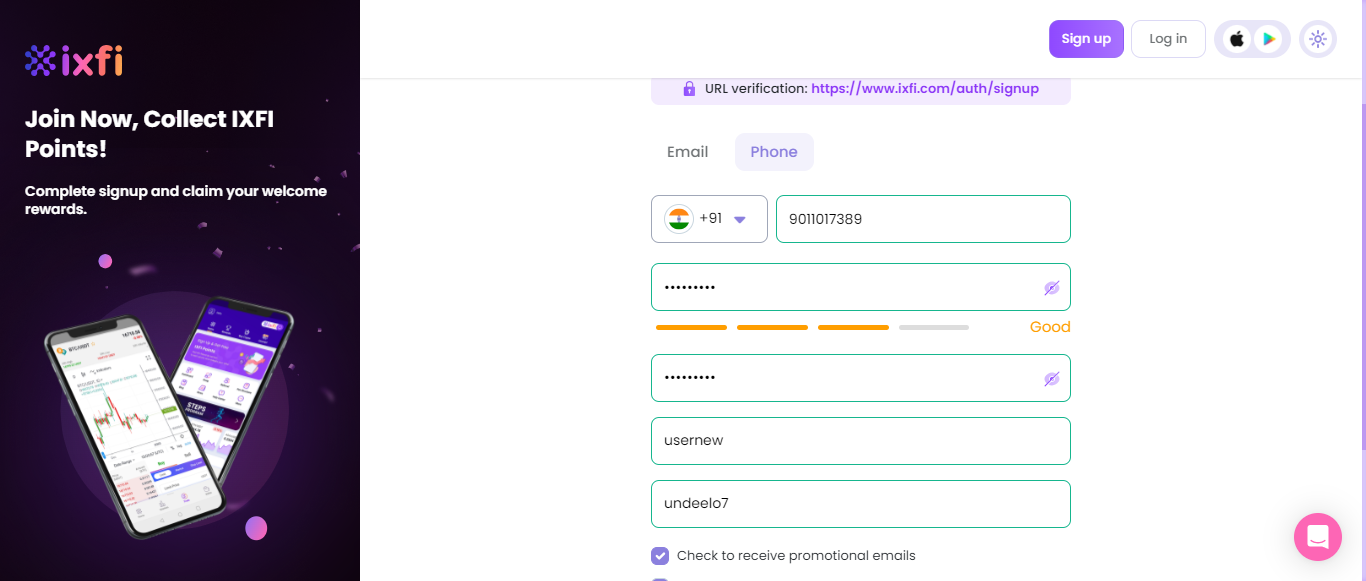 ixfi
Join Now, Collect IXFI
Points!
Complete signup and claim your welcome
rewards.
Sign up
Log in
URL verification: https://www.ixfi.com/auth/signup
Email
Phone
+91
9011017389
•••••••••
Good
•••••••••
usernew
undeelo7
Check to receive promotional emails